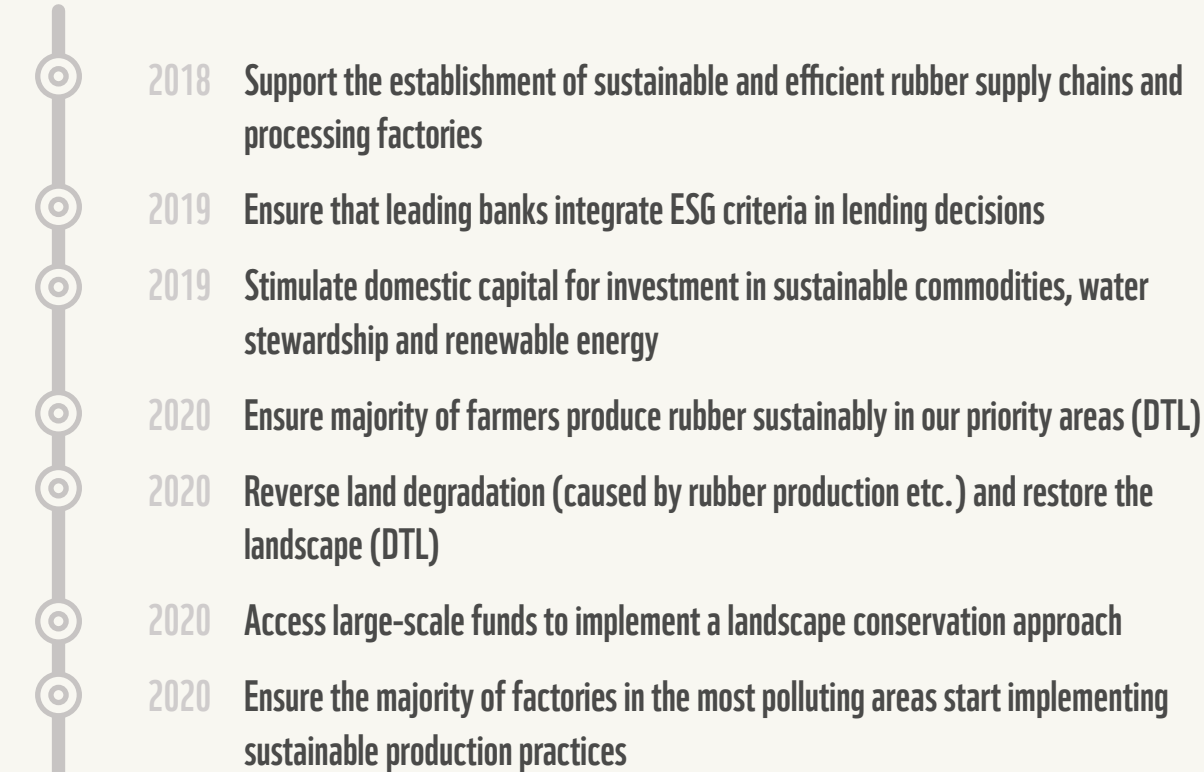 2018 Support the establishment of sustainable and efficient rubber supply chains and
processing factories
2019 Ensure that leading banks integrate ESG criteria in lending decisions
2019 Stimulate domestic capital for investment in sustainable commodities, water
stewardship and renewable energy
2020 Ensure majority of farmers produce rubber sustainably in our priority areas (DTL)
2020 Reverse land degradation (caused by rubber production etc.) and restore the
landscape (DTL)
2020 Access large-scale funds to implement a landscape conservation approach
2020 Ensure the majority of factories in the most polluting areas start implementing
sustainable production practices